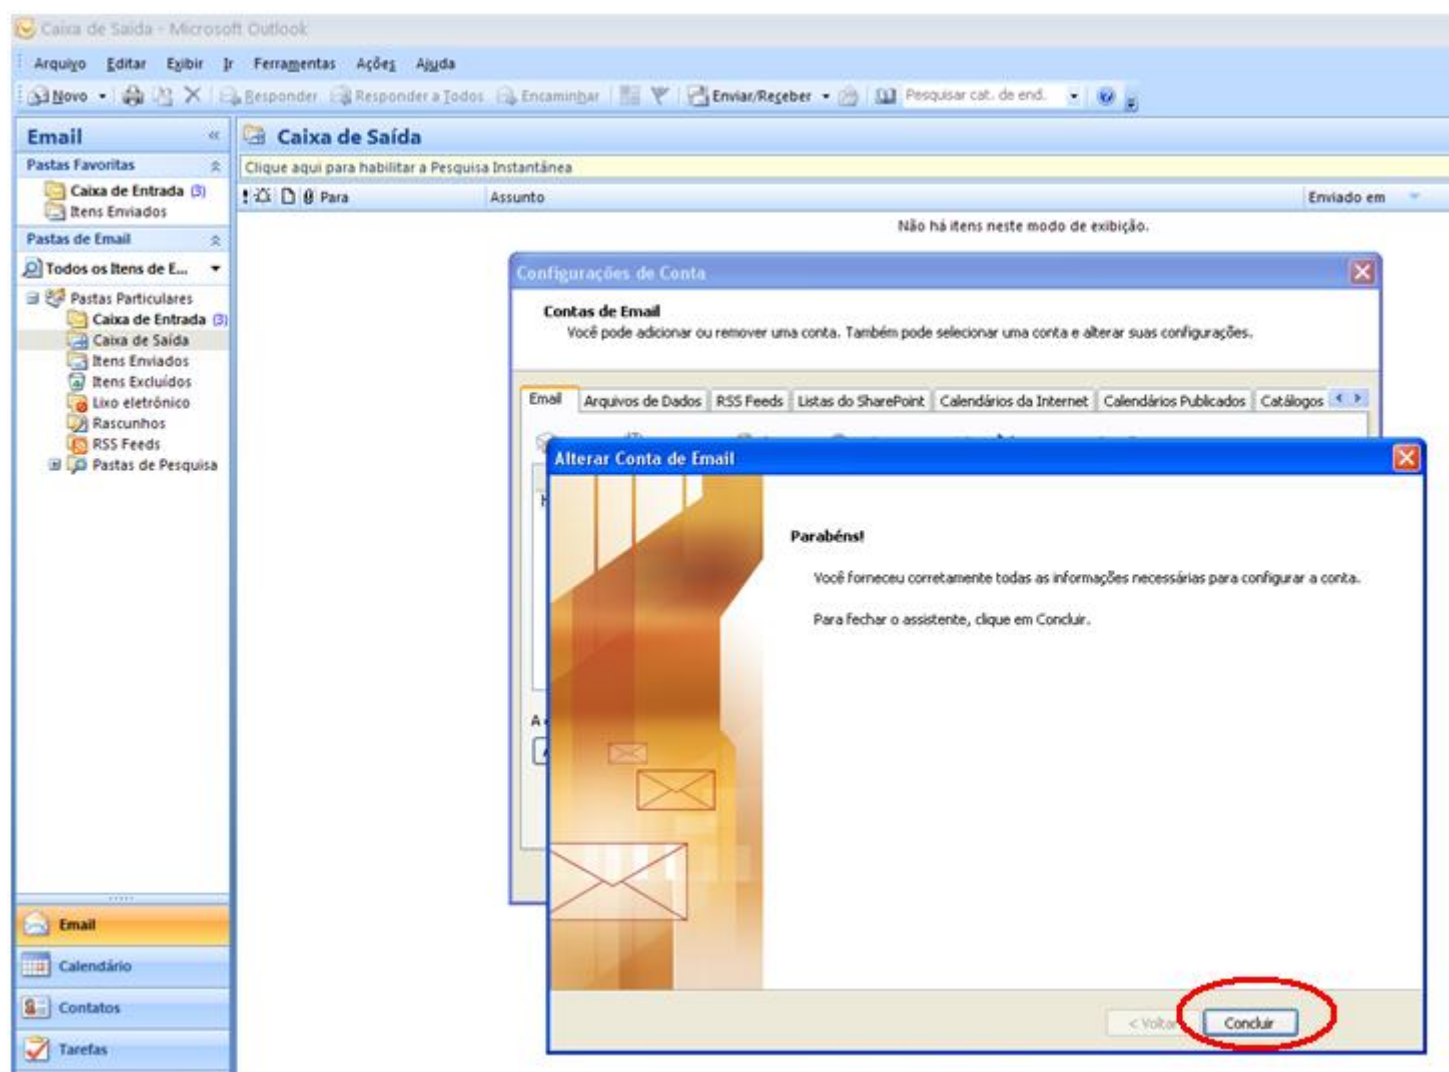 Caixa de Saída - Microsoft Outlook
Arquivo Editar Exibir Ir Ferramentas Ações Ajuda
Novo Responder Responder a Todos Encaminhar Enviar/Receber Pesquisar cat. de end.
Email
Caixa de Saída
Pastas Favoritas
Clique aqui para habilitar a Pesquisa Instantânea
Caixa de Entrada (3)
Para Assunto Enviado em
Itens Enviados
Não há itens neste modo de exibição.
Pastas de Email
Todos os Itens de E...
Pastas Particulares
Caixa de Entrada (3)
Caixa de Saída
Itens Enviados
Itens Excluídos
Lixo eletrônico
Rascunhos
RSS Feeds
Pastas de Pesquisa
Configurações de Conta
Contas de Email
Você pode adicionar ou remover uma conta. Também pode selecionar uma conta e alterar suas configurações.
Email Arquivos de Dados RSS Feeds Listas do SharePoint Calendários da Internet Calendários Publicados Catálogos
Alterar Conta de Email
Parabéns!
Você forneceu corretamente todas as informações necessárias para configurar a conta.
Para fechar o assistente, clique em Concluir.
A
Email
Calendário
Contatos
Tarefas
< Voltar Concluir